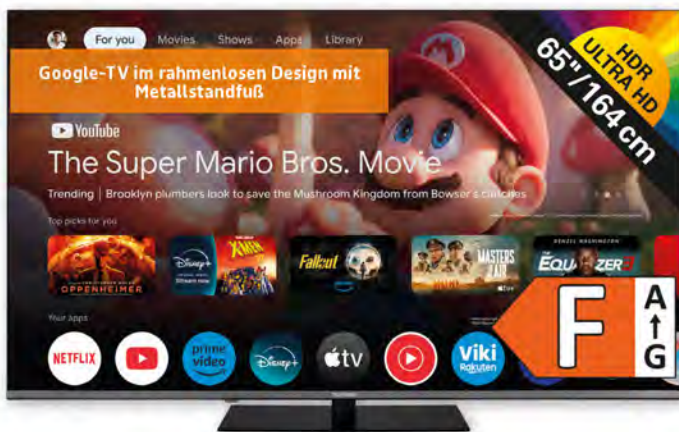 For you Movies Shows Apps Library
HDR
ULTRA HD
65"/164 cm
Google-TV im rahmenlosen Design mit
Metallstandfuß
YouTube
The Super Mario Bros. Movie
Trending | Brooklyn plumbers look to save the Mushroom Kingdom from Bowser's clutches
Top picks for you
OPPENHEIMER
Disney+
Stream now
X-MEN
Fallout
MASTERS
AIR
tv+
DENZEL WASHINGTON
EQUALIZER 3
Your apps
NETFLIX
prime
video
Disney+
tv
Viki
Rakuten
F
A
G